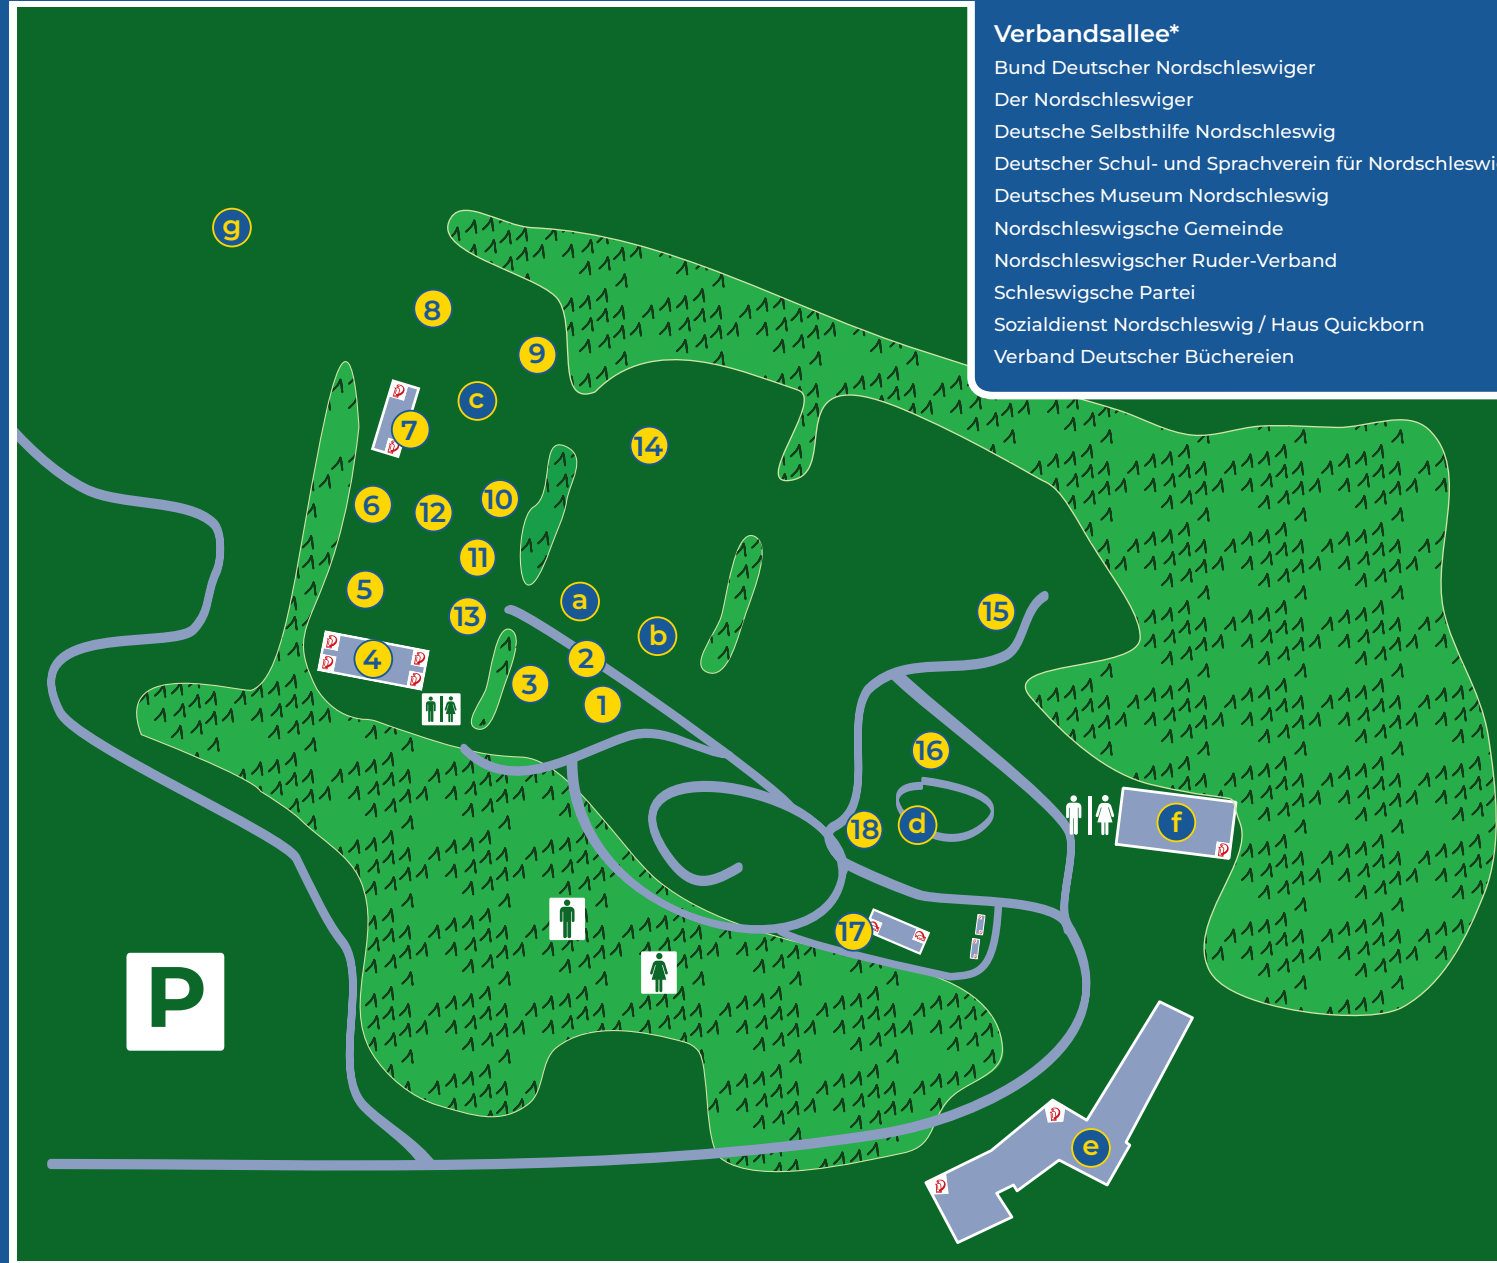 Verbandsallee*
Bund Deutscher Nordschleswiger
Der Nordschleswiger
Deutsche Selbsthilfe Nordschleswig
Deutscher Schul- und Sprachverein für Nordschleswi
Deutsches Museum Nordschleswig
Nordschleswigsche Gemeinde
Nordschleswigscher Ruder-Verband
Schleswigsche Partei
Sozialdienst Nordschleswig / Haus Quickborn
Verband Deutscher Büchereien
g
8
9
c
7
14
10
6
12
11
5
a
15
13
b
4
2
3
1
16
f
d
18
17
P
e